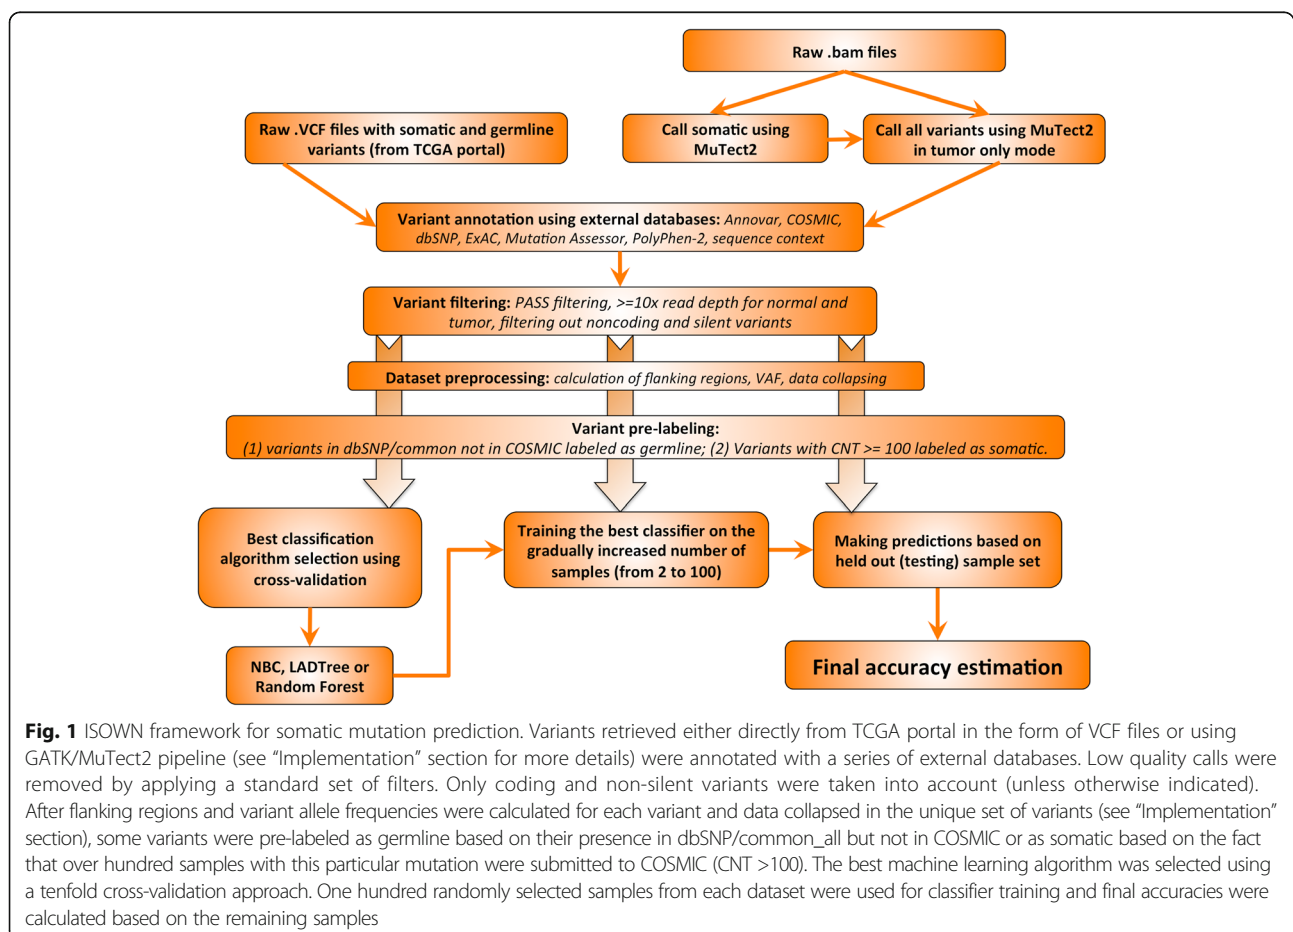 Raw .bam files
Raw .VCF files with somatic and germline
variants (from TCGA portal)
Call somatic using
MuTect2
Call all variants using MuTect2
in tumor only mode
Variant annotation using external databases: Annovar, COSMIC,
dbSNP, ExAC, Mutation Assessor, PolyPhen-2, sequence context
Variant filtering: PASS filtering, >=10x read depth for normal and
tumor, filtering out noncoding and silent variants
Dataset preprocessing: calculation of flanking regions, VAF, data collapsing
Variant pre-labeling:
(1) variants in dbSNP/common not in COSMIC labeled as germline; (2) Variants with CNT >= 100 labeled as somatic.
Best classification
algorithm selection using
cross-validation
Training the best classifier on the
gradually increased number of
samples (from 2 to 100)
Making predictions based on
held out (testing) sample set
NBC, LADTree or
Random Forest
Final accuracy estimation
Fig. 1 ISOWN framework for somatic mutation prediction. Variants retrieved either directly from TCGA portal in the form of VCF files or using
GATK/MuTect2 pipeline (see “Implementation” section for more details) were annotated with a series of external databases. Low quality calls were
removed by applying a standard set of filters. Only coding and non-silent variants were taken into account (unless otherwise indicated).
After flanking regions and variant allele frequencies were calculated for each variant and data collapsed in the unique set of variants (see “Implementation”
section), some variants were pre-labeled as germline based on their presence in dbSNP/common_all but not in COSMIC or as somatic based on the fact
that over hundred samples with this particular mutation were submitted to COSMIC (CNT >100). The best machine learning algorithm was selected using
a tenfold cross-validation approach. One hundred randomly selected samples from each dataset were used for classifier training and final accuracies were
calculated based on the remaining samples